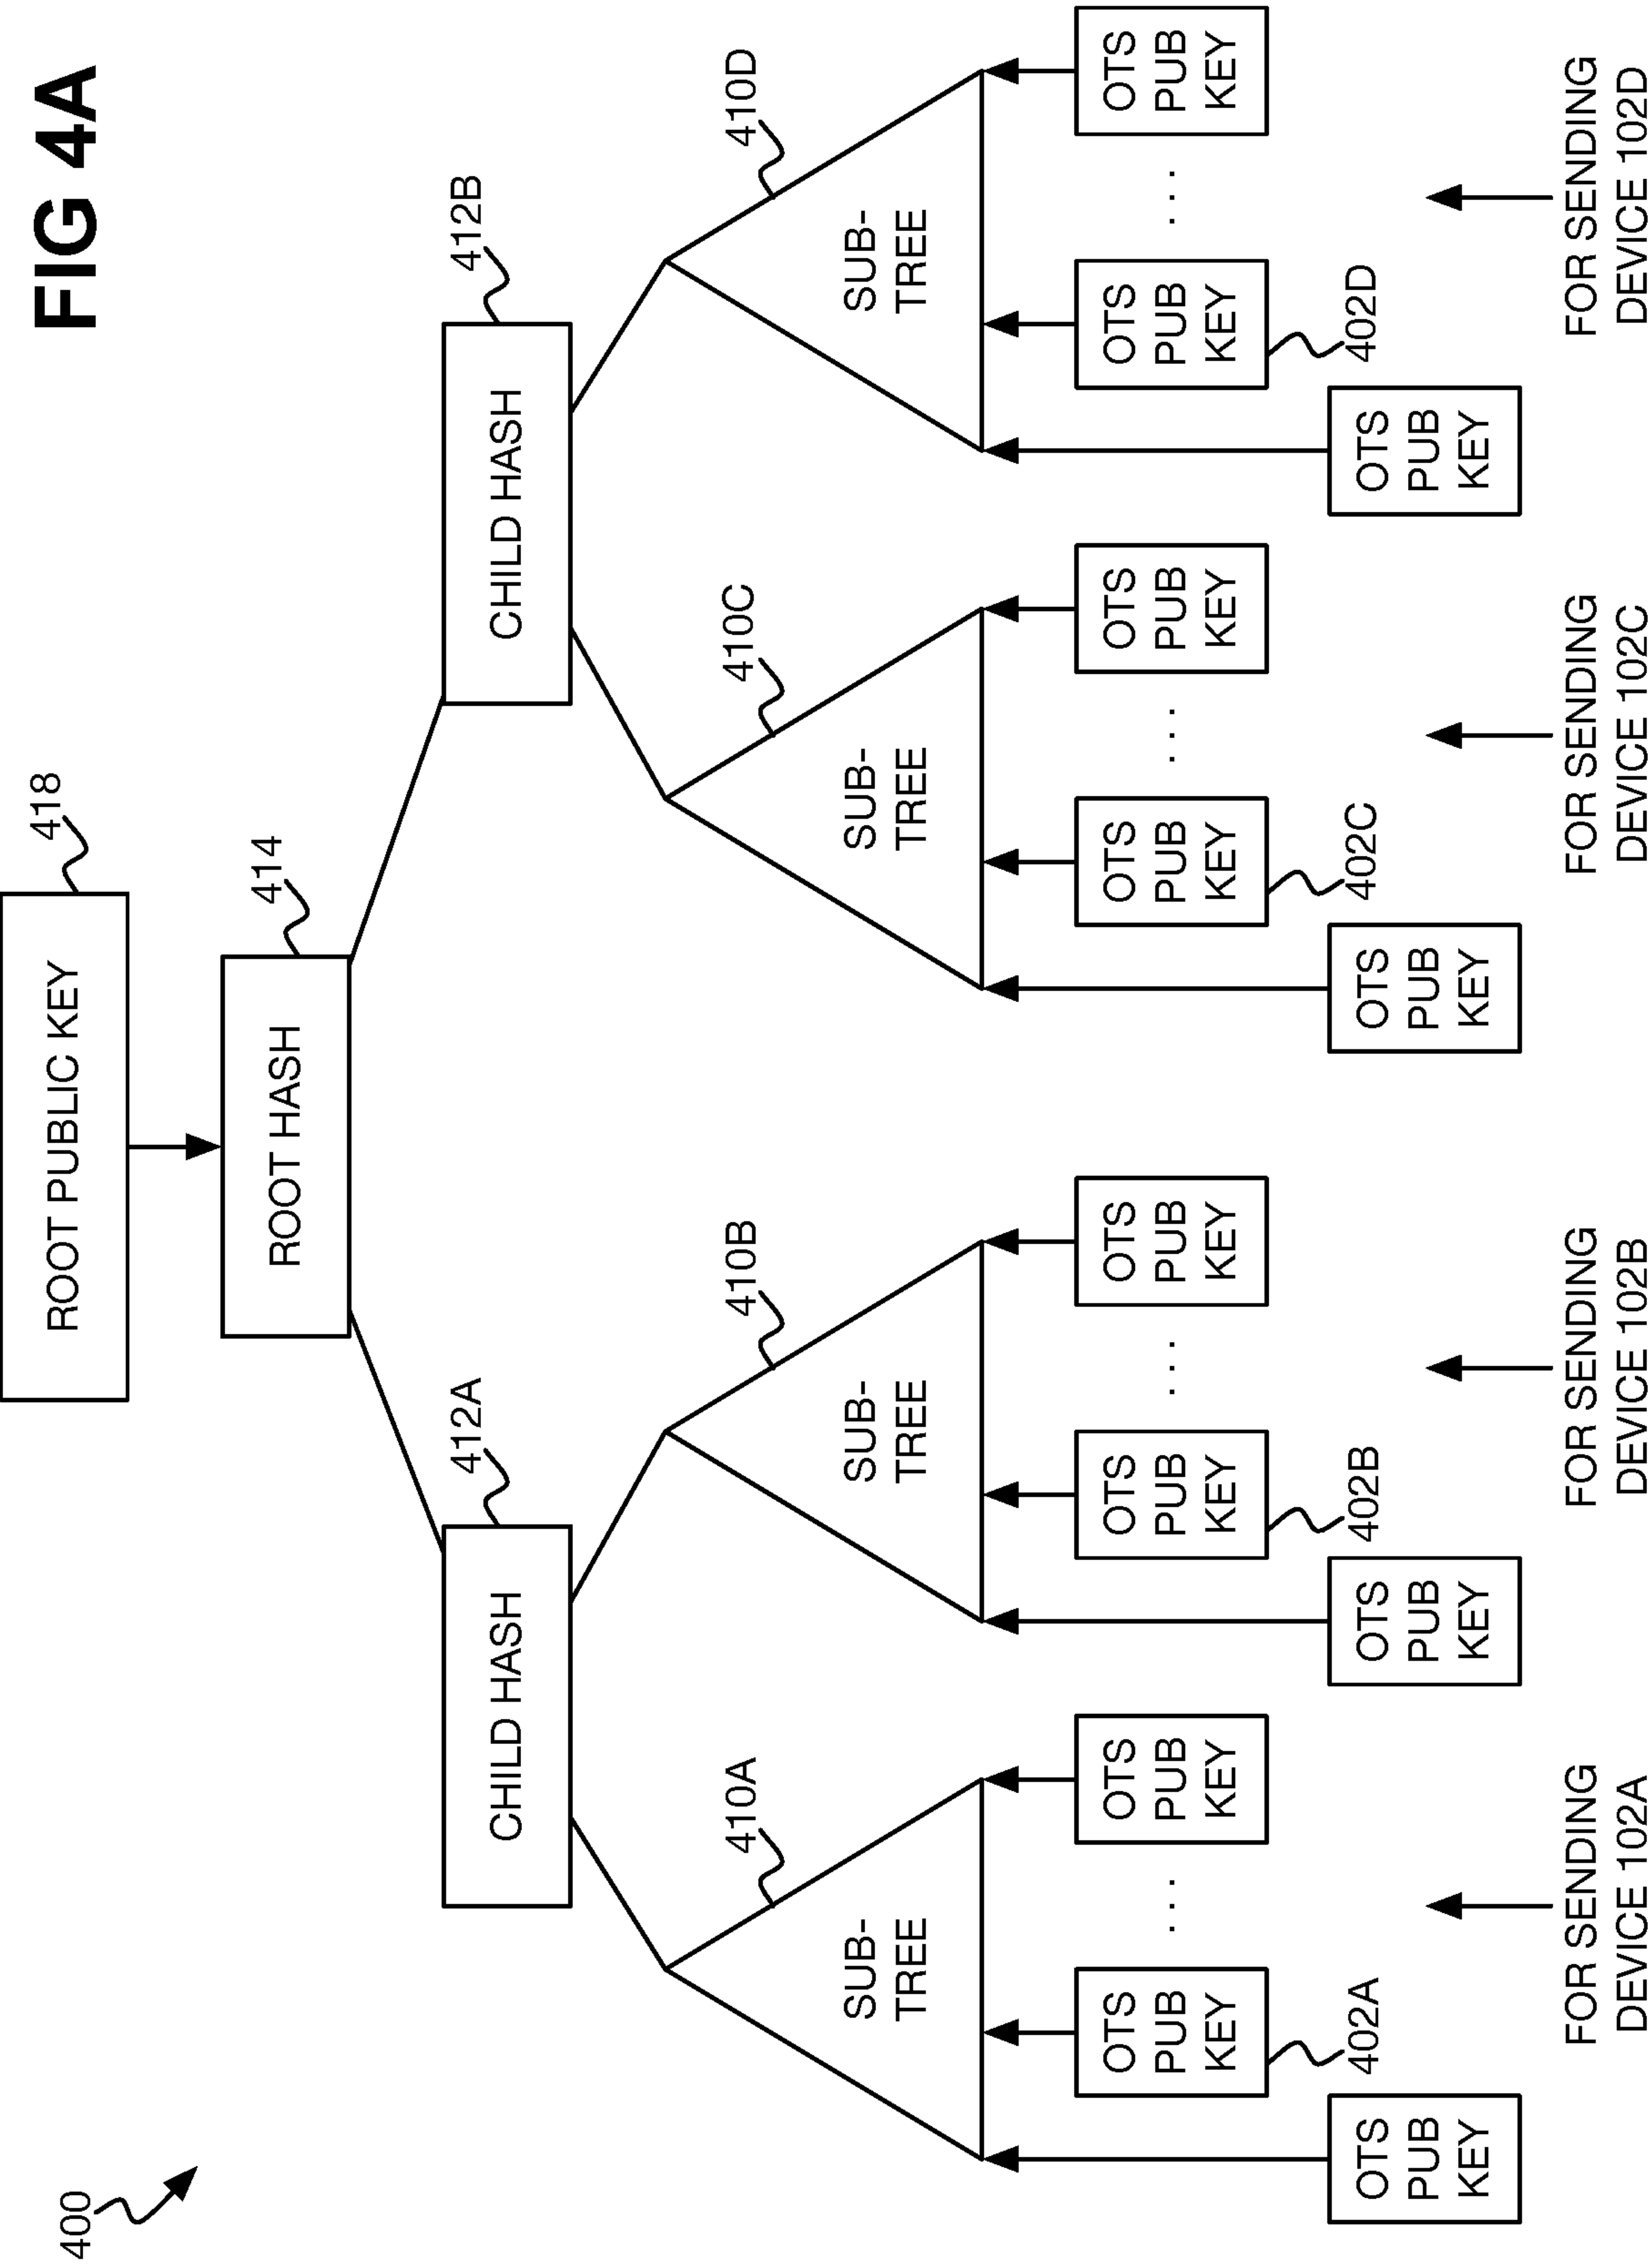 FIG 4A
400
ROOT PUBLIC KEY
418
ROOT HASH
414
CHILD HASH
412A
CHILD HASH
412B
SUB-
TREE
410A
SUB-
TREE
410B
SUB-
TREE
410C
SUB-
TREE
410D
OTS
PUB
KEY
OTS
PUB
KEY
402A
. . .
OTS
PUB
KEY
OTS
PUB
KEY
OTS
PUB
KEY
402B
. . .
OTS
PUB
KEY
OTS
PUB
KEY
OTS
PUB
KEY
402C
. . .
OTS
PUB
KEY
OTS
PUB
KEY
OTS
PUB
KEY
402D
. . .
OTS
PUB
KEY
FOR SENDING
DEVICE 102A
FOR SENDING
DEVICE 102B
FOR SENDING
DEVICE 102C
FOR SENDING
DEVICE 102D